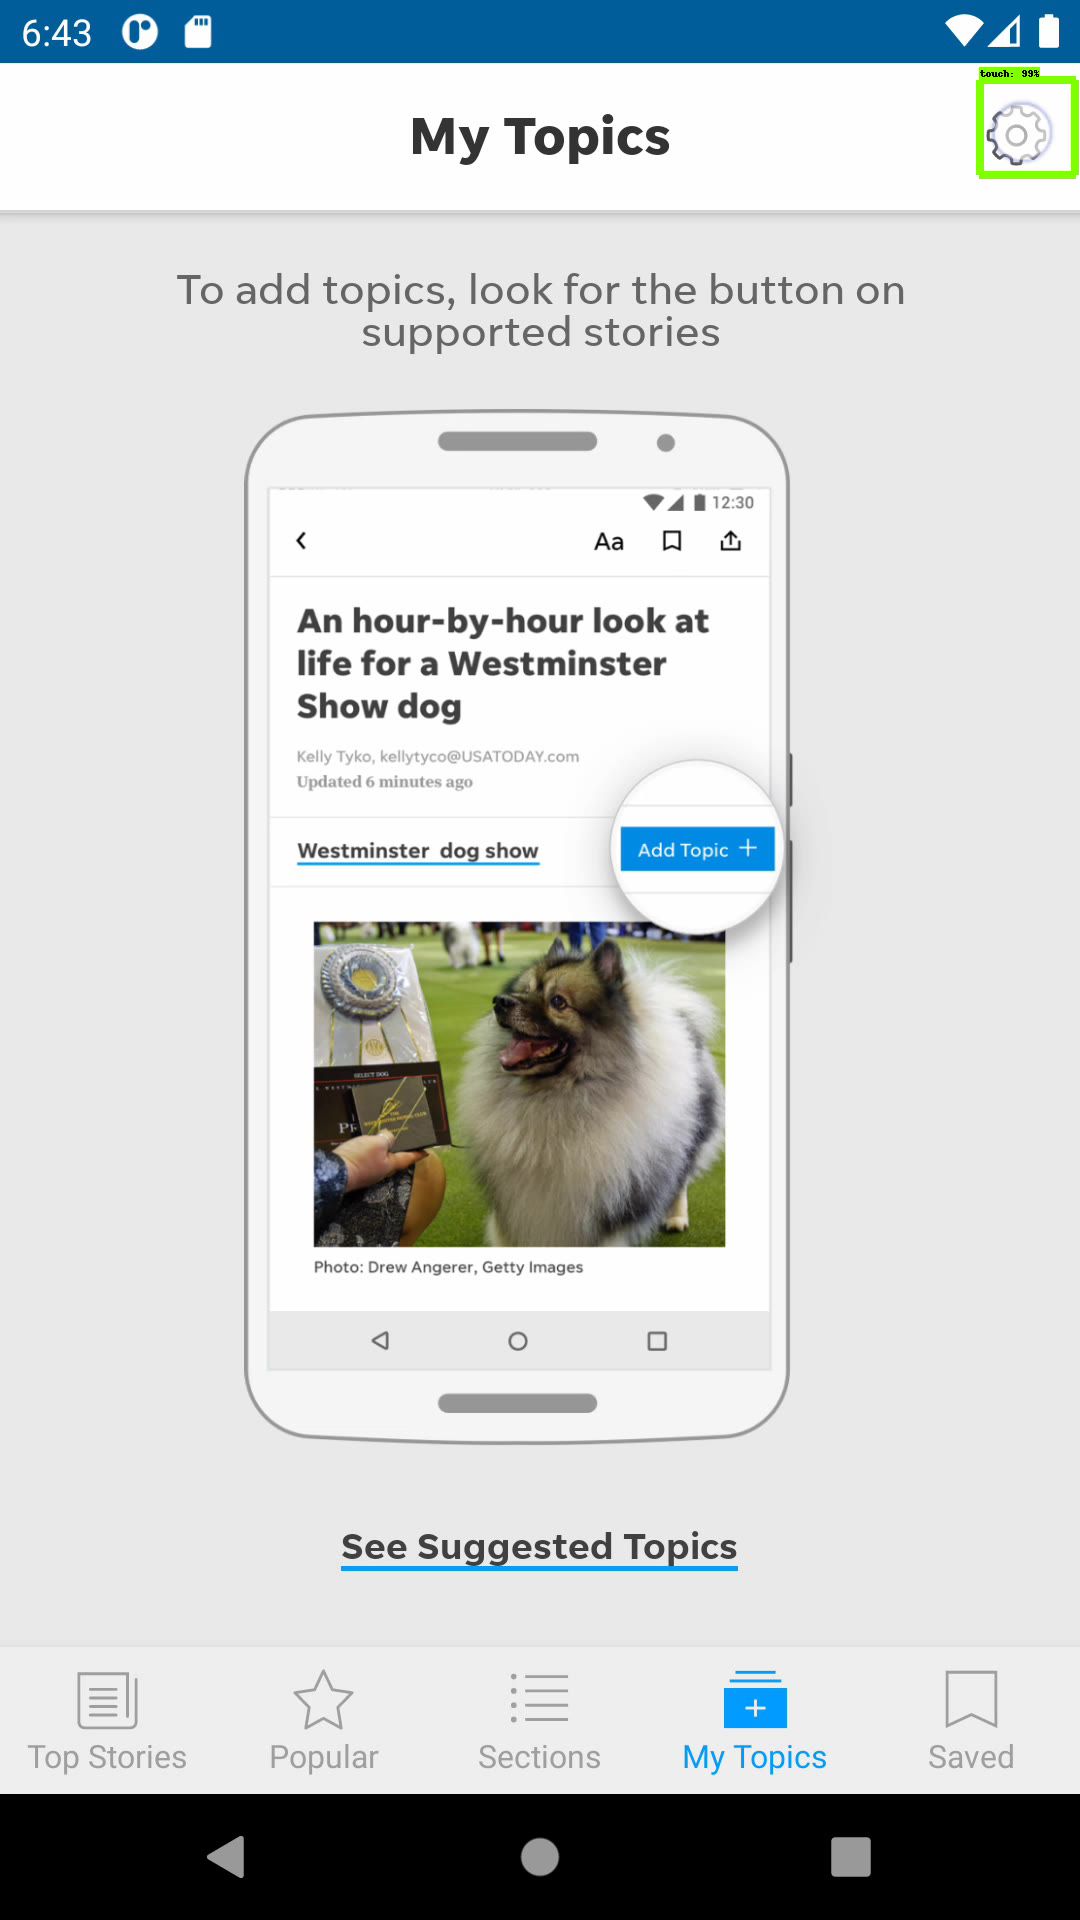 6:43
touch: 99%
My Topics
To add topics, look for the button on
supported stories
12:30
Aa
An hour-by-hour look at
life for a Westminster
Show dog
Kelly Tyko, kellytyco@USATODAY.com
Updated 6 minutes ago
Westminster dog show
Add Topic +
SELECT DOG
Photo: Drew Angerer, Getty Images
See Suggested Topics
Top Stories
Popular
Sections
My Topics
Saved